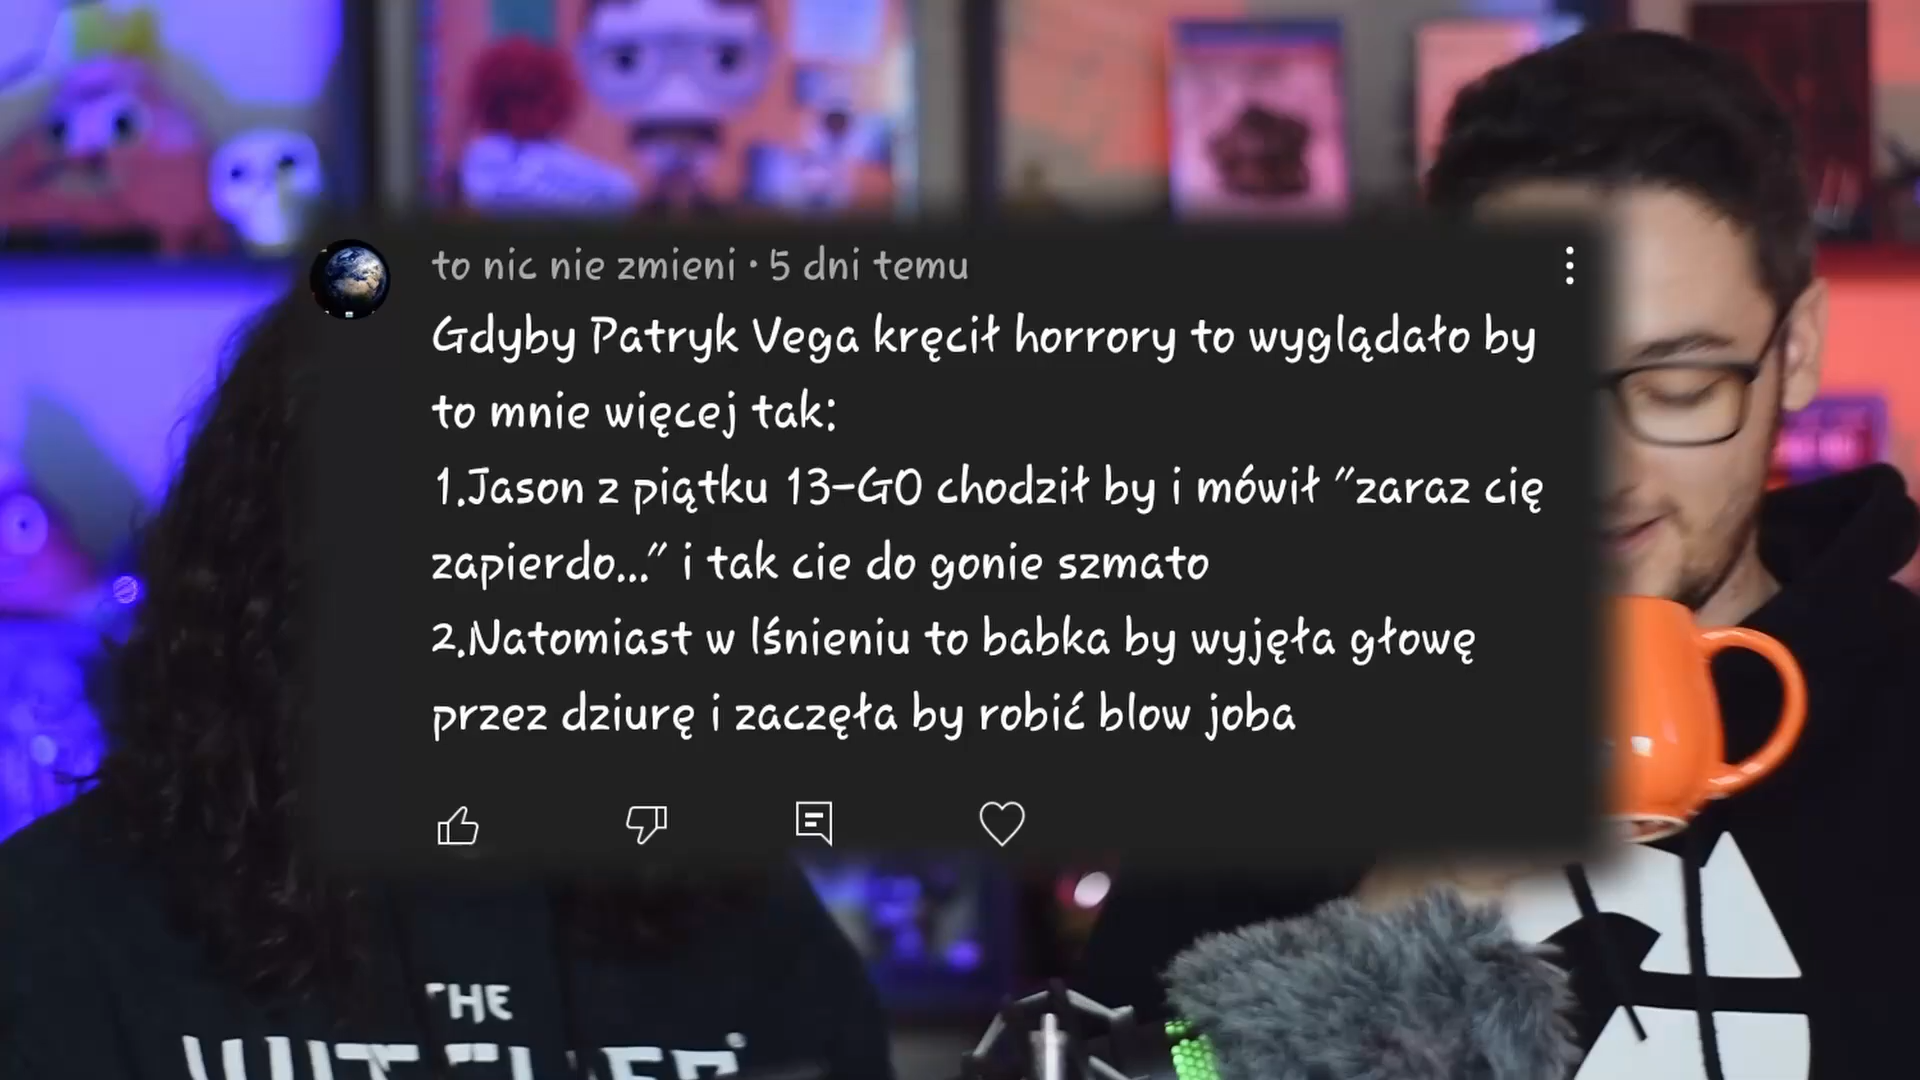 to nic nie zmieni · 5 dni temu
Gdyby Patryk Vega kręcił horrory to wyglądało by
to mnie więcej tak:
1.Jason z piątku 13-GO chodził by i mówił "zaraz cię
zapierdo..." i tak cie do gonie szmato
2.Natomiast w lśnieniu to babka by wyjęła głowę
przez dziurę i zaczęła by robić blow joba
THE
WITCHER